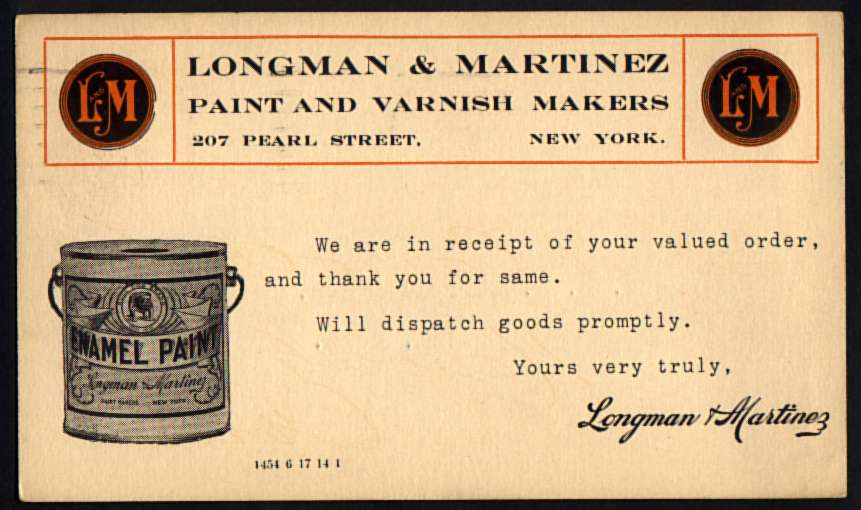 L&M
LONGMAN & MARTINEZ
PAINT AND VARNISH MAKERS
207 PEARL STREET, NEW YORK.
L&M
We are in receipt of your valued order,
and thank you for same.
Will dispatch goods promptly.
Yours very truly,
Longman & Martinez
ENAMEL PAINT
Longman & Martinez
PAINT MAKERS NEW YORK
1454 6 17 14 1